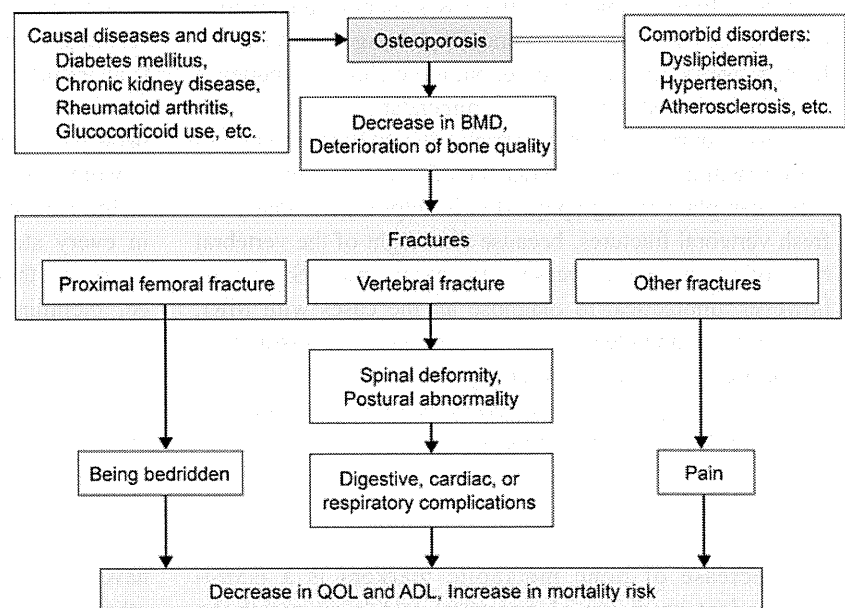 Causal diseases and drugs:
Diabetes mellitus,
Chronic kidney disease,
Rheumatoid arthritis,
Glucocorticoid use, etc.
Osteoporosis
Comorbid disorders:
Dyslipidemia,
Hypertension,
Atherosclerosis, etc.
Decrease in BMD,
Deterioration of bone quality
Fractures
Proximal femoral fracture
Vertebral fracture
Other fractures
Spinal deformity,
Postural abnormality
Being bedridden
Digestive, cardiac, or
respiratory complications
Pain
Decrease in QOL and ADL, Increase in mortality risk